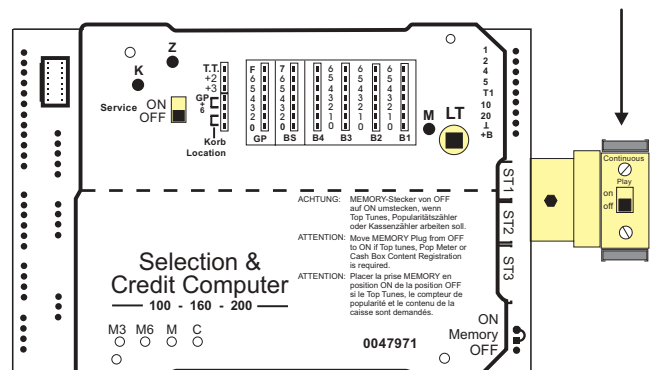 K
Z
Service ON
OFF
T.T.
+2
+3
GP
+
6
Korb
Location
F
6
5
4
3
2
0
GP
7
6
5
4
3
2
0
BS
6
5
4
3
2
1
0
B4
6
5
4
3
2
1
0
B3
6
5
4
3
2
1
0
B2
6
5
4
3
2
1
0
B1
M
LT
1
2
4
5
T1
10
20
⊥
+B
Continuous
Play
on
off
ST1
ST2
ST3
ACHTUNG: MEMORY-Stecker von OFF
auf ON umstecken, wenn
Top Tunes, Popularitätszähler
oder Kassenzähler arbeiten soll.
ATTENTION: Move MEMORY Plug from OFF
to ON if Top tunes, Pop Meter or
Cash Box Content Registration
is required.
ATTENTION: Placer la prise MEMORY en
position ON de la position OFF
si le Top Tunes, le compteur de
popularité et le contenu de la
caisse sont demandés.
Selection &
Credit Computer
100 - 160 - 200
M3 M6 M C
0047971
ON
Memory
OFF